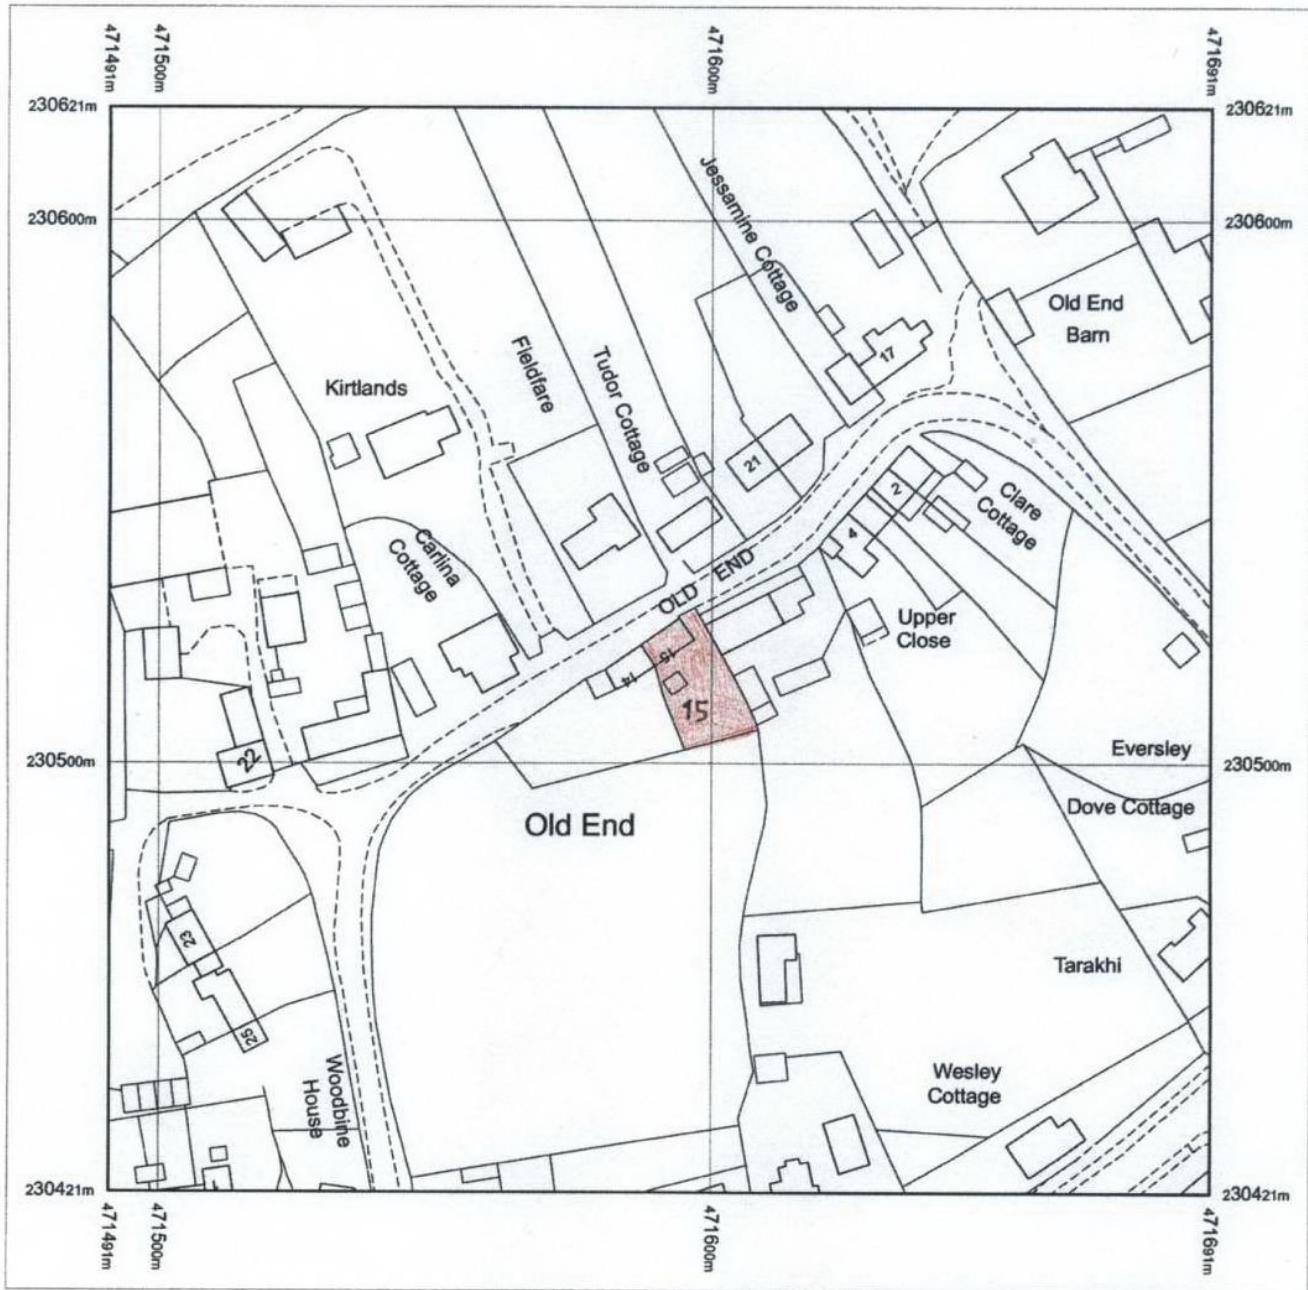 471491m
471500m
471600m
471691m
230621m
230621m
230600m
230600m
Jessamine Cottage
Old End
Barn
17
Fieldfare
Tudor Cottage
Kirtlands
21
2
Clare
Cottage
4
Carlina
Cottage
OLD END
Upper
Close
15
14
15
22
230500m
230500m
Eversley
Dove Cottage
Old End
23
Tarakhi
25
Woodbine
House
Wesley
Cottage
230421m
230421m
471491m
471500m
471600m
471691m